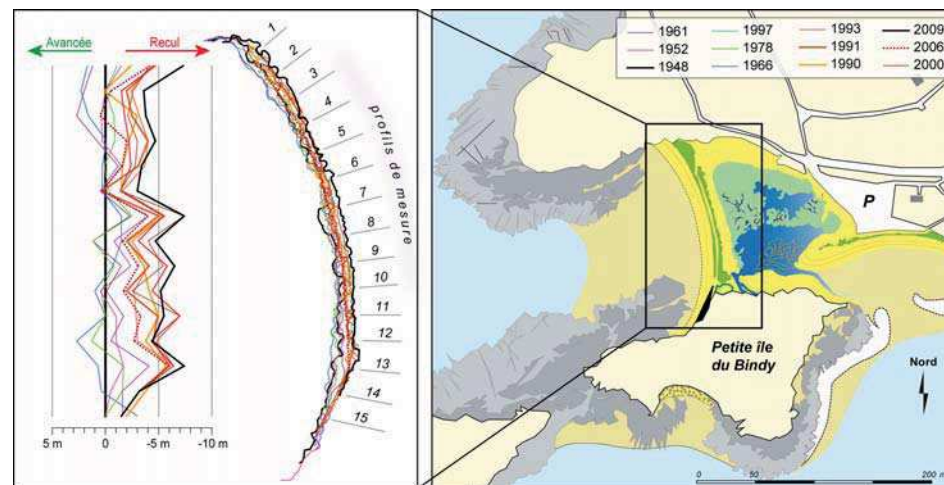 Avancée
Recul
1
2
3
4
5
6
7
8
9
10
11
12
13
14
15
profils de mesure
5 m
0
-5 m
-10 m
1961
1997
1993
2009
1952
1978
1991
2006
1948
1966
1990
2000
P
Petite île
du Bindy
Nord
0
50
200 m